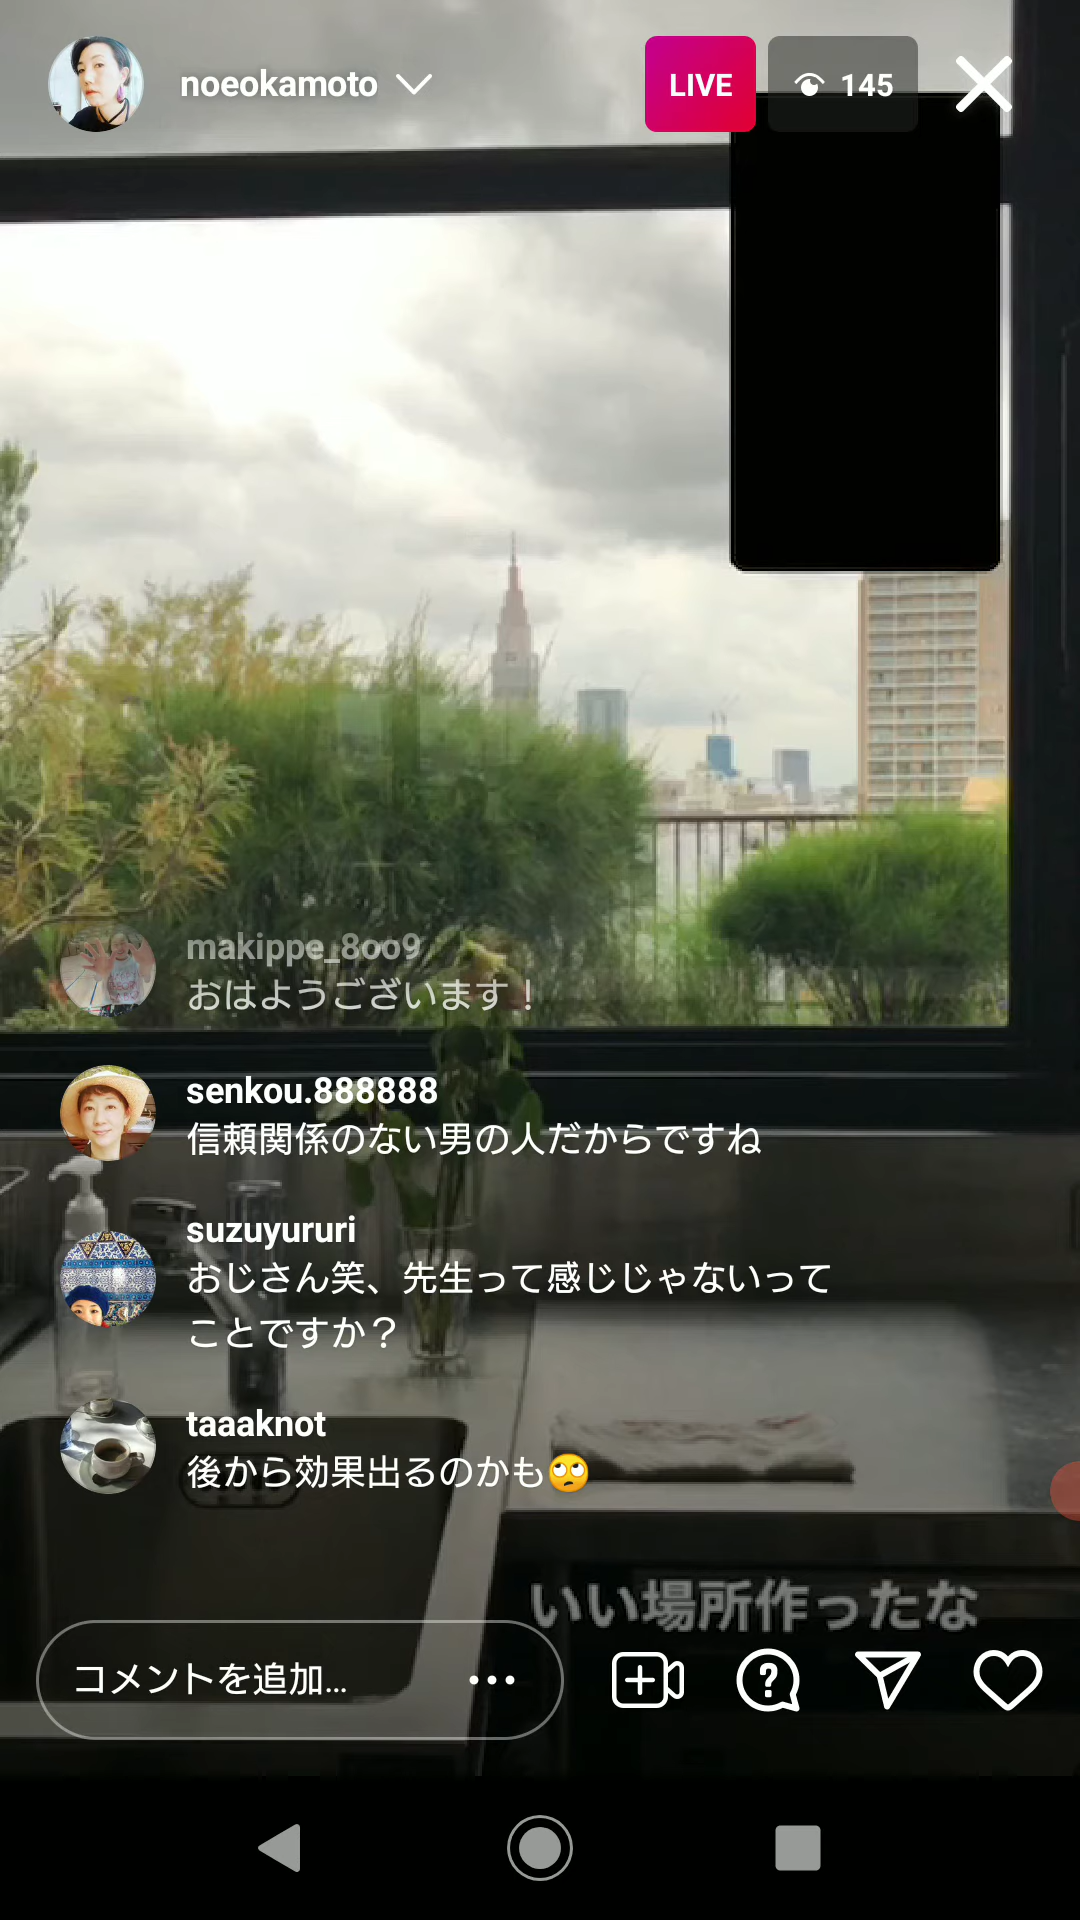 noeokamoto
LIVE
145
makippe_8oo9
おはようございます！
senkou.888888
信頼関係のない男の人だからですね
suzuyururi
おじさん笑、先生って感じじゃないって
ことですか？
taaaknot
後から効果出るのかも🙄
いい場所作ったな
コメントを追加...